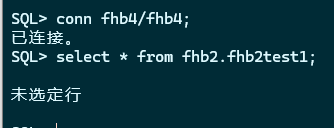 SQL> conn fhb4/fhb4;
已连接。
SQL> select * from fhb2.fhb2test1;
未选定行